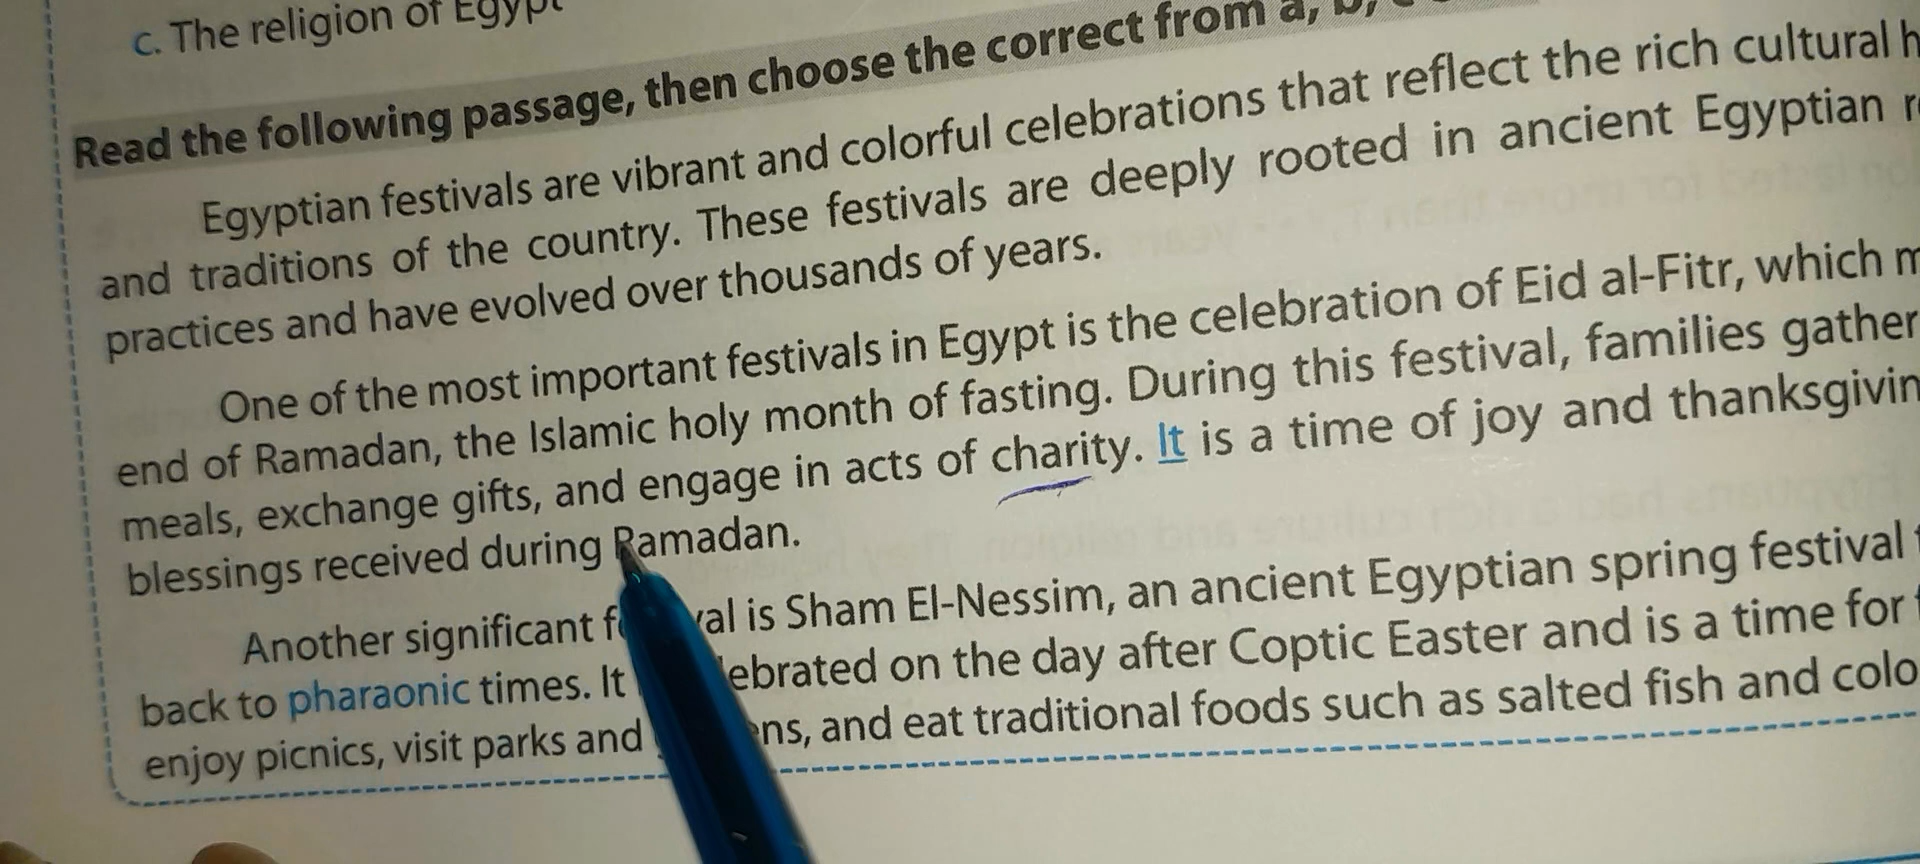 c. The religion of Egypt
Read the following passage, then choose the correct from a, b,
Egyptian festivals are vibrant and colorful celebrations that reflect the rich cultural
and traditions of the country. These festivals are deeply rooted in ancient Egyptian
practices and have evolved over thousands of years.
One of the most important festivals in Egypt is the celebration of Eid al-Fitr, which
end of Ramadan, the Islamic holy month of fasting. During this festival, families gather
meals, exchange gifts, and engage in acts of charity. It is a time of joy and
blessings received during Ramadan.
Another significant is Sham El-Nessim, an ancient Egyptian spring festival
back to pharaonic times. It on the day after Coptic Easter and is a time for
enjoy picnics, visit parks and and eat traditional foods such as salted fish and